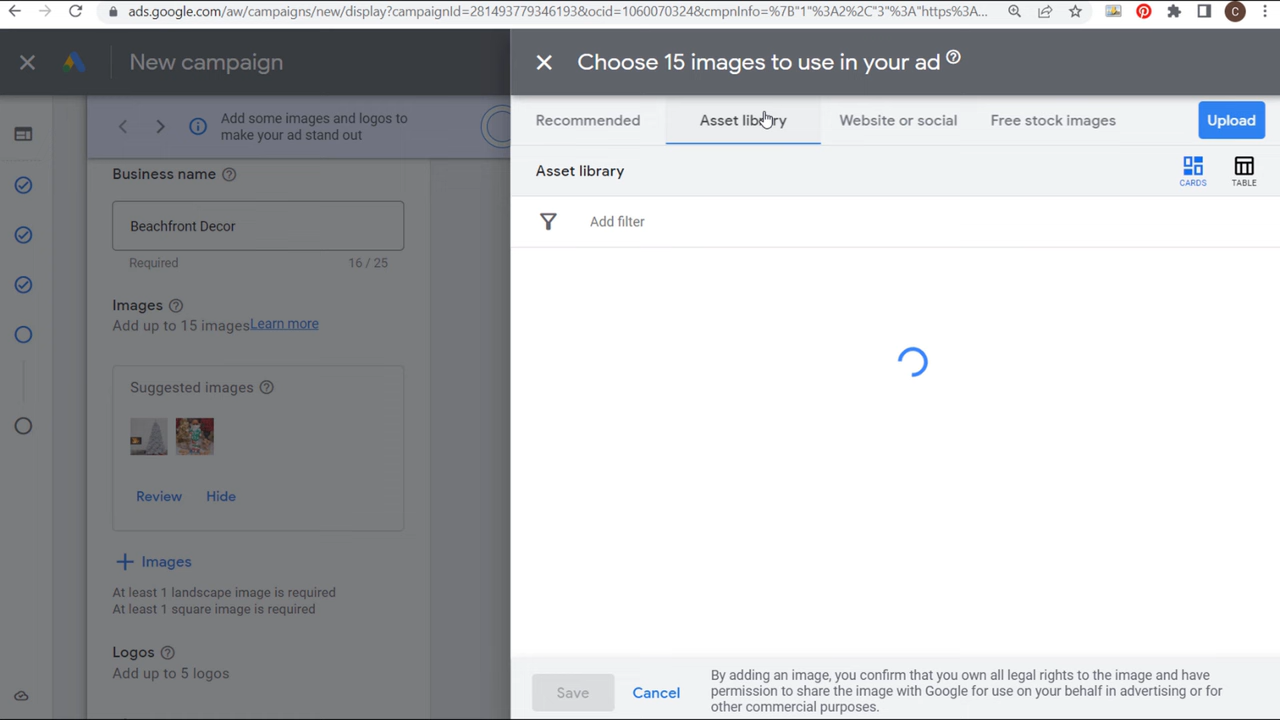 ads.google.com/aw/campaigns/new/display?campaignId=281493779346193&ocid=1060070324&cmpnInfo=%7B"1"%3A2%2C"3"%3A"https%3A...
C
New campaign
Choose 15 images to use in your ad
Add some images and logos to
make your ad stand out
Recommended
Asset library
Website or social
Free stock images
Upload
Business name
Asset library
CARDS
TABLE
Beachfront Decor
Add filter
Required
16 / 25
Images
Add up to 15 imagesLearn more
Suggested images
Review
Hide
Images
At least 1 landscape image is required
At least 1 square image is required
Logos
Add up to 5 logos
Save
Cancel
By adding an image, you confirm that you own all legal rights to the image and have
permission to share the image with Google for use on your behalf in advertising or for
other commercial purposes.